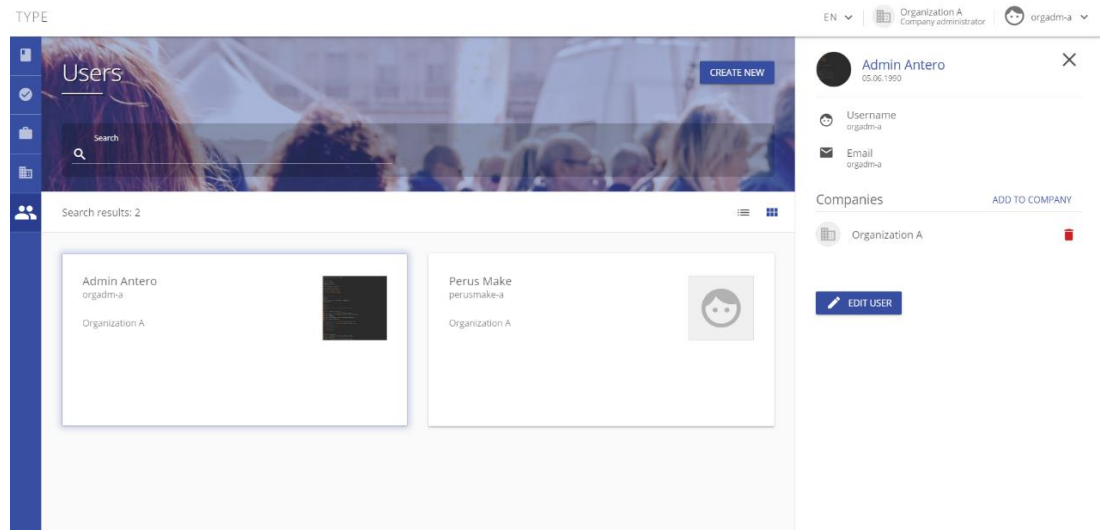 TYPE
EN
Organization A
Company administrator
orgadm-a
Users
CREATE NEW
Search
Search results: 2
Admin Antero
orgadm-a
Organization A
Perus Make
perusmake-a
Organization A
Admin Antero
05.06.1990
Username
orgadm-a
Email
orgadm-a
Companies
ADD TO COMPANY
Organization A
EDIT USER